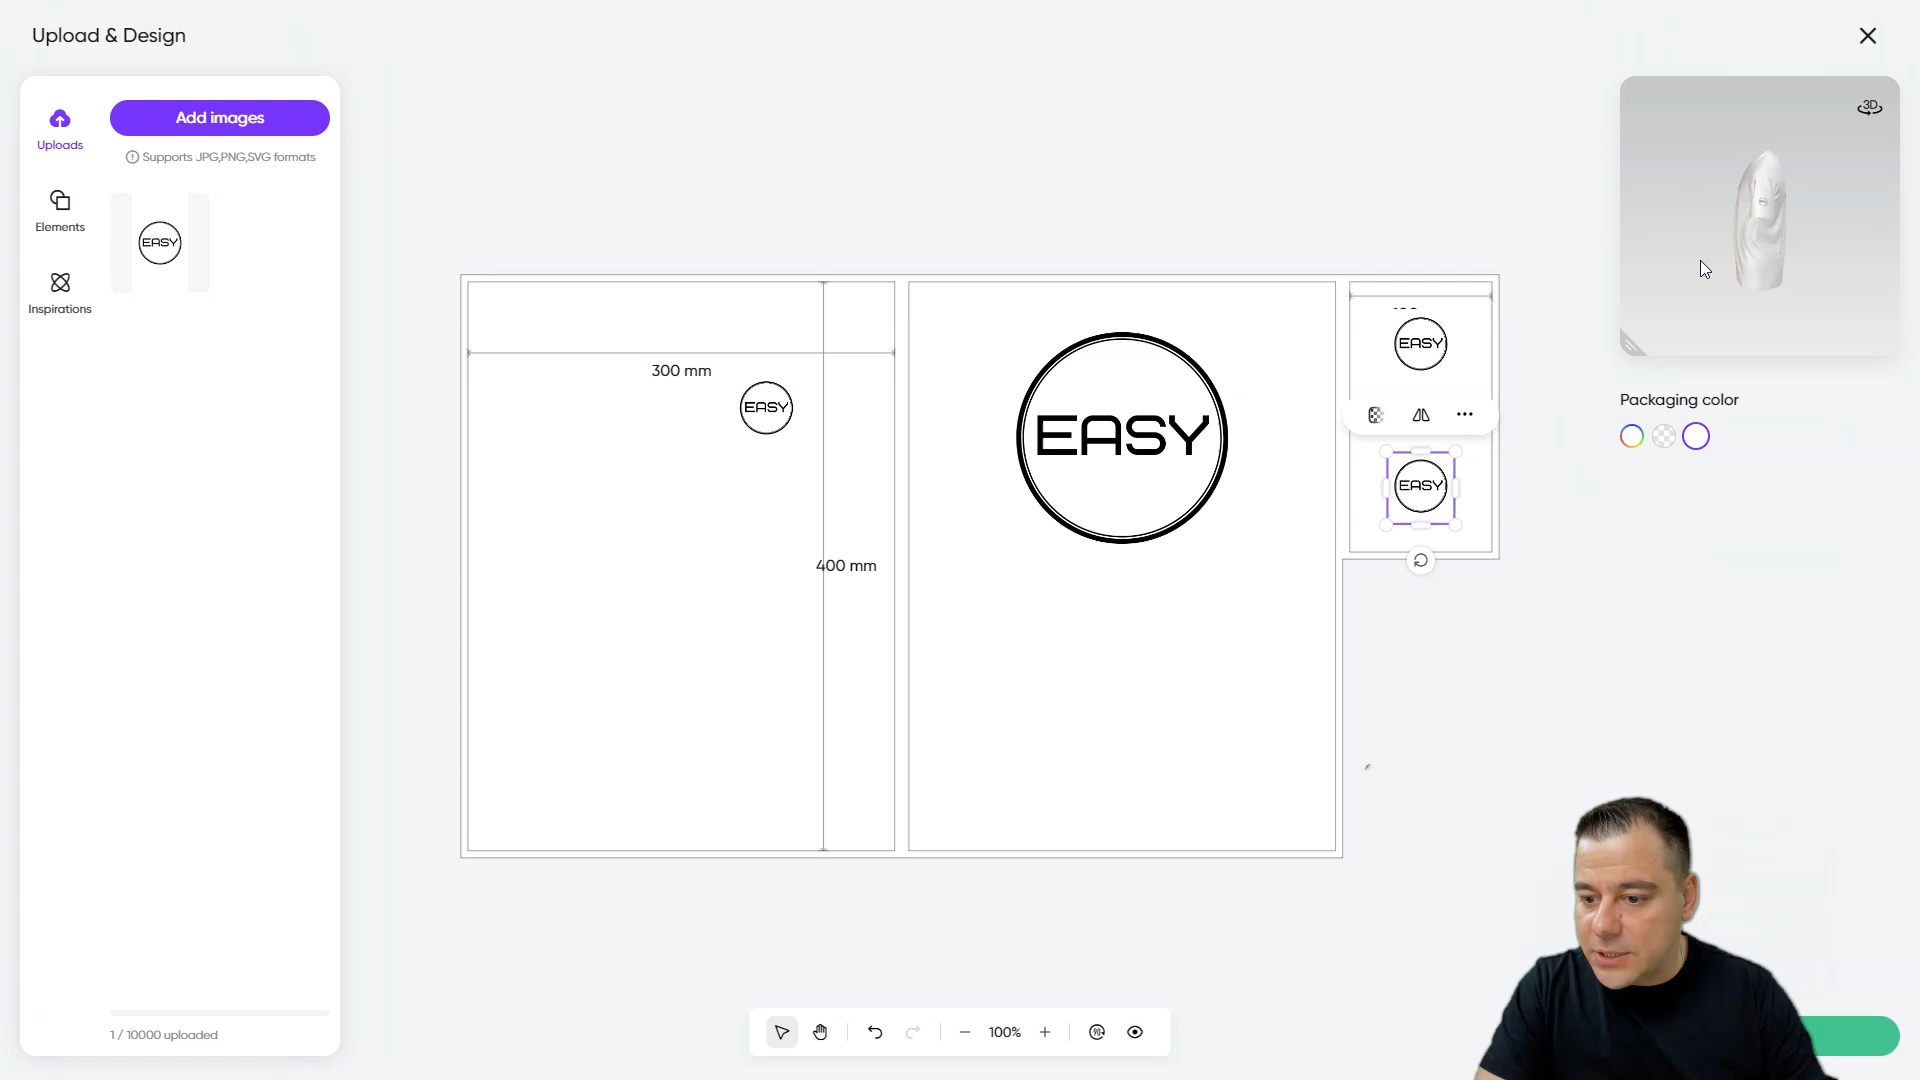 Upload & Design
Add images
Supports JPG,PNG,SVG formats
Uploads
Elements
Inspirations
EASY
1 / 10000 uploaded
300 mm
EASY
400 mm
EASY
EASY
EASY
3D
Packaging color
100%
90